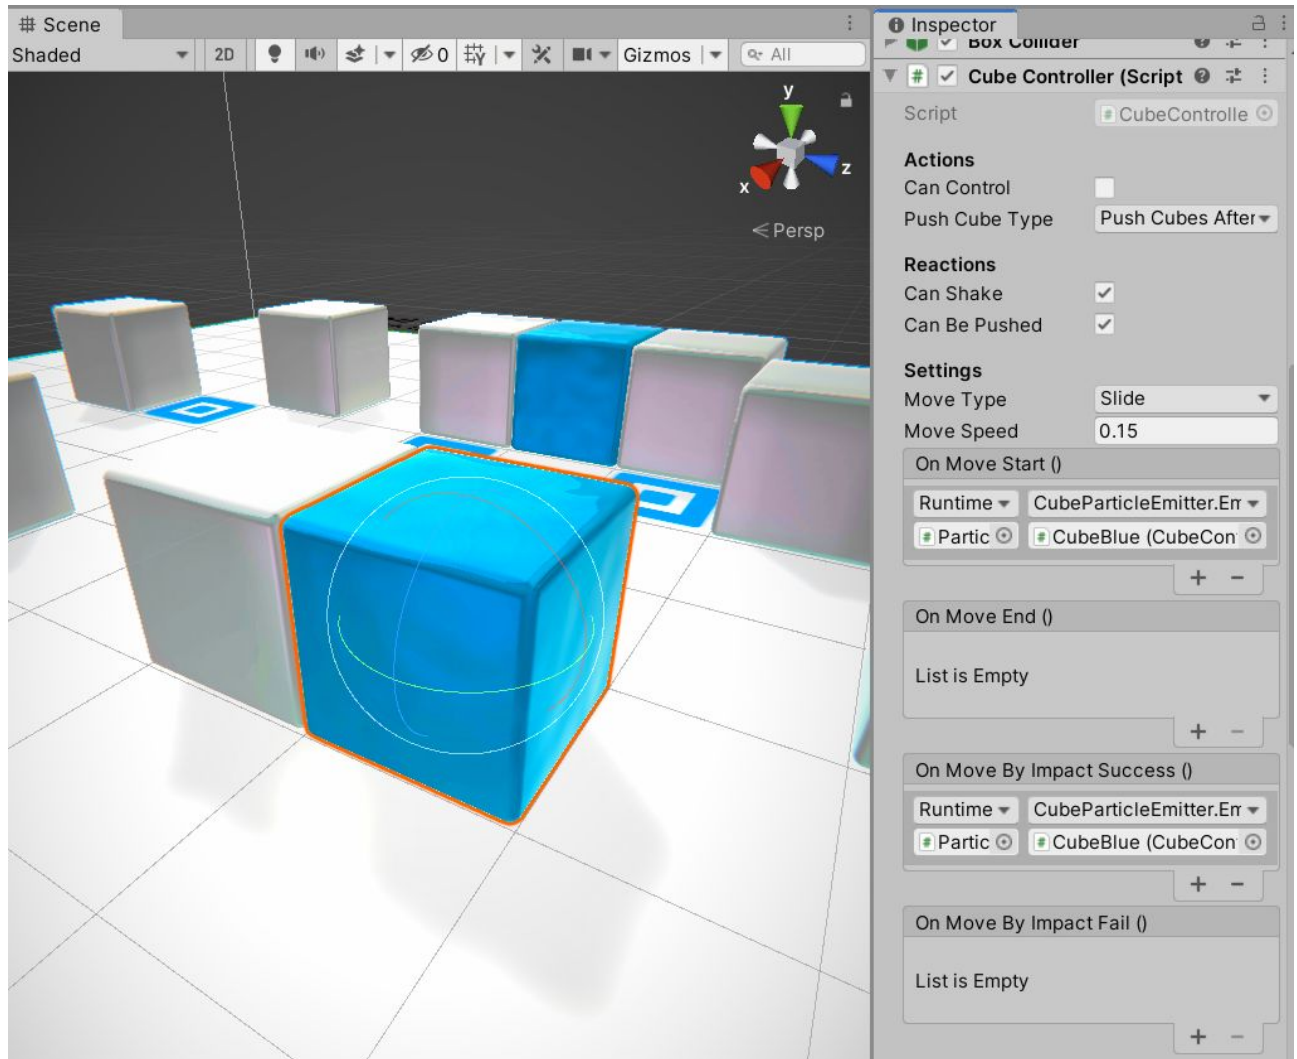 Scene
Shaded
2D
0
Gizmos
All
y
z
x
Persp
Inspector
Box Collider
Cube Controller (Script
Script
CubeControlle
Actions
Can Control
Push Cube Type
Push Cubes After
Reactions
Can Shake
Can Be Pushed
Settings
Move Type
Slide
Move Speed
0.15
On Move Start ()
Runtime
CubeParticleEmitter.Em
Partic
CubeBlue (CubeCon
On Move End ()
List is Empty
+ −
On Move By Impact Success ()
Runtime
CubeParticleEmitter.Em
Partic
CubeBlue (CubeCon
+ −
On Move By Impact Fail ()
List is Empty
+ −